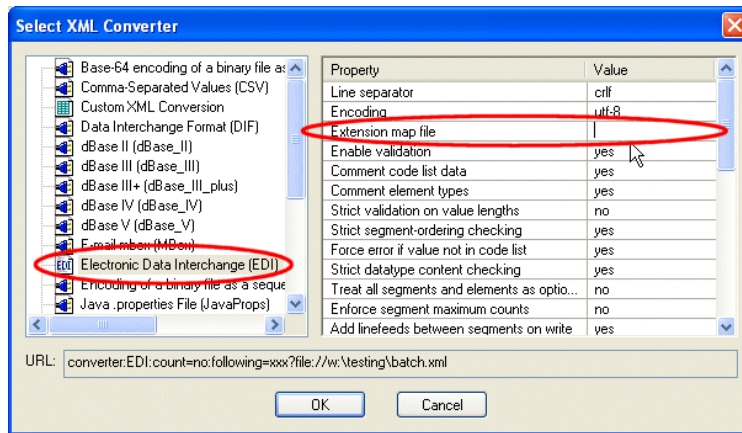 Select XML Converter
Base-64 encoding of a binary file as
Comma-Separated Values (CSV)
Custom XML Conversion
Data Interchange Format (DIF)
dBase II (dBase_II)
dBase III (dBase_III)
dBase III+ (dBase_III_plus)
dBase IV (dBase_IV)
dBase V (dBase_V)
E-mail mbox (MBox)
EDI Electronic Data Interchange (EDI)
Encoding of a binary file as a seque
Java .properties File (JavaProps)
Property Value
Line separator crlf
Encoding utf-8
Extension map file
Enable validation yes
Comment code list data yes
Comment element types yes
Strict validation on value lengths no
Strict segment-ordering checking yes
Force error if value not in code list yes
Strict datatype content checking yes
Treat all segments and elements as optio... no
Enforce segment maximum counts no
Add linefeeds between segments on write yes
URL: converter:EDI:count=no:following=xxx?file://w:\testing\batch.xml
OK Cancel